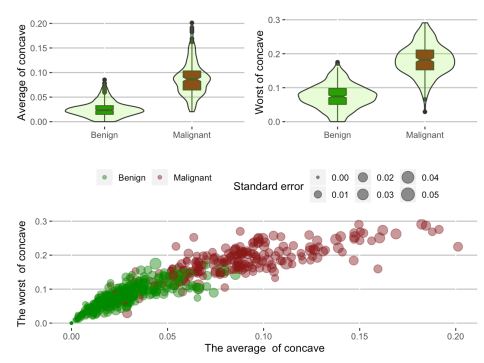 Average of concave
0.20
0.15
0.10
0.05
0.00
Benign
Malignant
Worst of concave
0.3
0.2
0.1
0.0
Benign
Malignant
Benign
Malignant
Standard error
0.00
0.02
0.04
0.01
0.03
0.05
The worst of concave
0.3
0.2
0.1
0.0
0.00
0.05
0.10
0.15
0.20
The average of concave